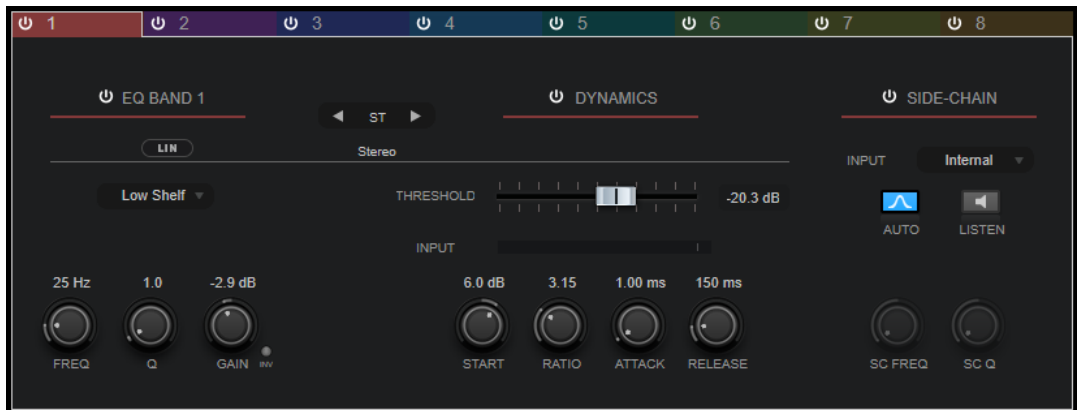 1 2 3 4 5 6 7 8
EQ BAND 1 DYNAMICS SIDE-CHAIN
ST
LIN Stereo
INPUT Internal
Low Shelf THRESHOLD -20.3 dB
AUTO LISTEN
INPUT
25 Hz 1.0 -2.9 dB 6.0 dB 3.15 1.00 ms 150 ms
FREQ Q GAIN INV START RATIO ATTACK RELEASE SC FREQ SC Q